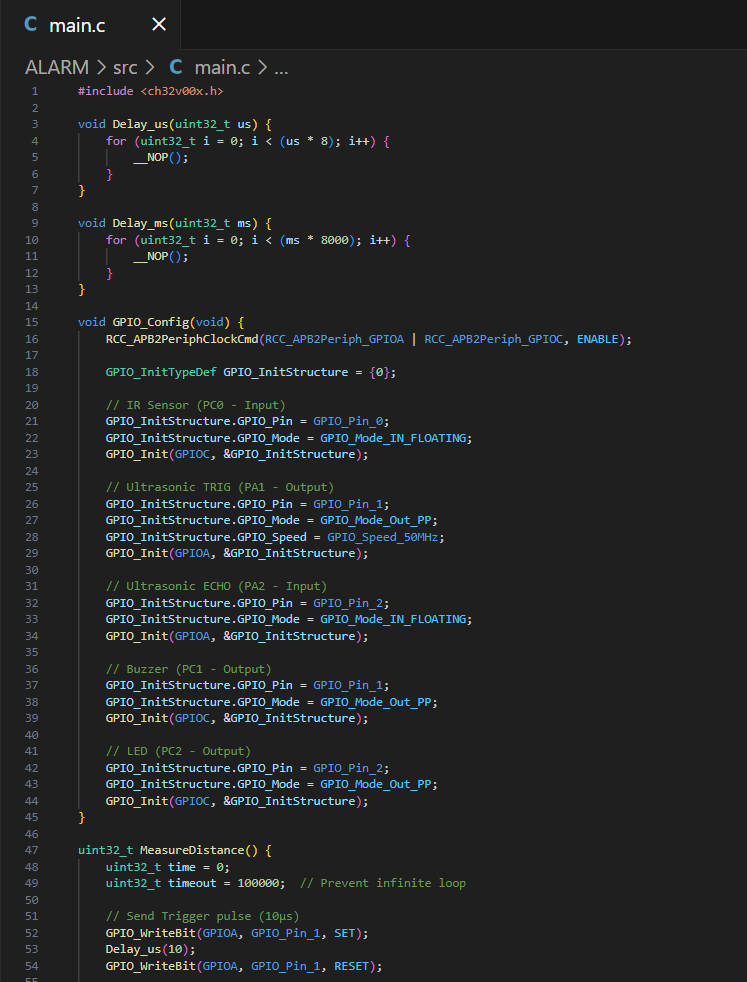 main.c
ALARM > src > C main.c > ...
1 #include <ch32v00x.h>
2
3 void Delay_us(uint32_t us) {
4     for (uint32_t i = 0; i < (us * 8); i++) {
5         __NOP();
6     }
7 }
8
9 void Delay_ms(uint32_t ms) {
10     for (uint32_t i = 0; i < (ms * 8000); i++) {
11         __NOP();
12     }
13 }
14
15 void GPIO_Config(void) {
16     RCC_APB2PeriphClockCmd(RCC_APB2Periph_GPIOA | RCC_APB2Periph_GPIOC, ENABLE);
17
18     GPIO_InitTypeDef GPIO_InitStructure = {0};
19
20     // IR Sensor (PC0 - Input)
21     GPIO_InitStructure.GPIO_Pin = GPIO_Pin_0;
22     GPIO_InitStructure.GPIO_Mode = GPIO_Mode_IN_FLOATING;
23     GPIO_Init(GPIOC, &GPIO_InitStructure);
24
25     // Ultrasonic TRIG (PA1 - Output)
26     GPIO_InitStructure.GPIO_Pin = GPIO_Pin_1;
27     GPIO_InitStructure.GPIO_Mode = GPIO_Mode_Out_PP;
28     GPIO_InitStructure.GPIO_Speed = GPIO_Speed_50MHz;
29     GPIO_Init(GPIOA, &GPIO_InitStructure);
30
31     // Ultrasonic ECHO (PA2 - Input)
32     GPIO_InitStructure.GPIO_Pin = GPIO_Pin_2;
33     GPIO_InitStructure.GPIO_Mode = GPIO_Mode_IN_FLOATING;
34     GPIO_Init(GPIOA, &GPIO_InitStructure);
35
36     // Buzzer (PC1 - Output)
37     GPIO_InitStructure.GPIO_Pin = GPIO_Pin_1;
38     GPIO_InitStructure.GPIO_Mode = GPIO_Mode_Out_PP;
39     GPIO_Init(GPIOC, &GPIO_InitStructure);
40
41     // LED (PC2 - Output)
42     GPIO_InitStructure.GPIO_Pin = GPIO_Pin_2;
43     GPIO_InitStructure.GPIO_Mode = GPIO_Mode_Out_PP;
44     GPIO_Init(GPIOC, &GPIO_InitStructure);
45 }
46
47 uint32_t MeasureDistance() {
48     uint32_t time = 0;
49     uint32_t timeout = 100000;  // Prevent infinite loop
50
51     // Send Trigger pulse (10µs)
52     GPIO_WriteBit(GPIOA, GPIO_Pin_1, SET);
53     Delay_us(10);
54     GPIO_WriteBit(GPIOA, GPIO_Pin_1, RESET);
55